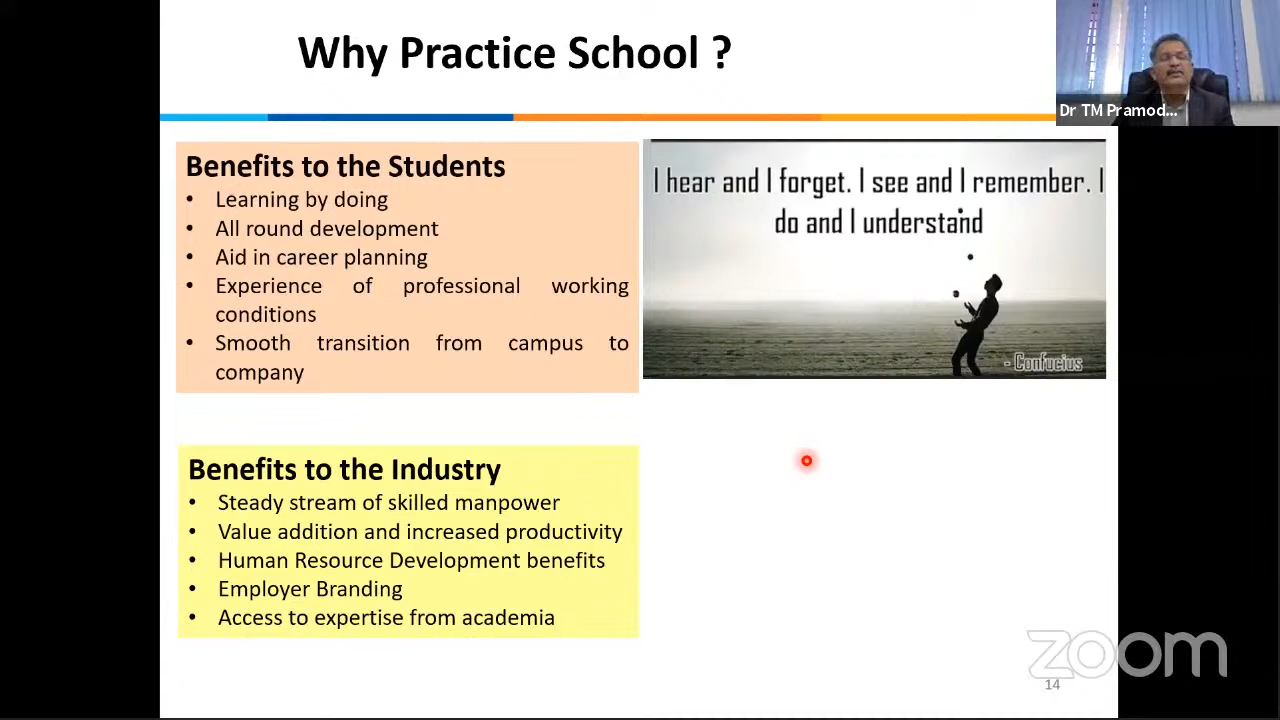 Why Practice School ?
Dr TM Pramod...
Benefits to the Students
• Learning by doing
• All round development
• Aid in career planning
• Experience of professional working
conditions
• Smooth transition from campus to
company
I hear and I forget. I see and I remember. I
do and I understand
- Confucius
Benefits to the Industry
• Steady stream of skilled manpower
• Value addition and increased productivity
• Human Resource Development benefits
• Employer Branding
• Access to expertise from academia
zoom
14